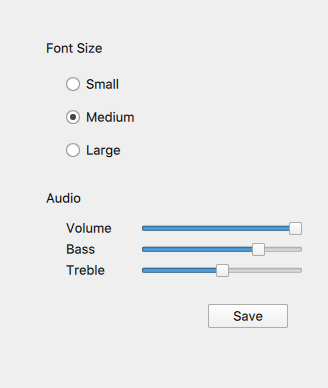 Font Size
Small
Medium
Large
Audio
Volume
Bass
Treble
Save